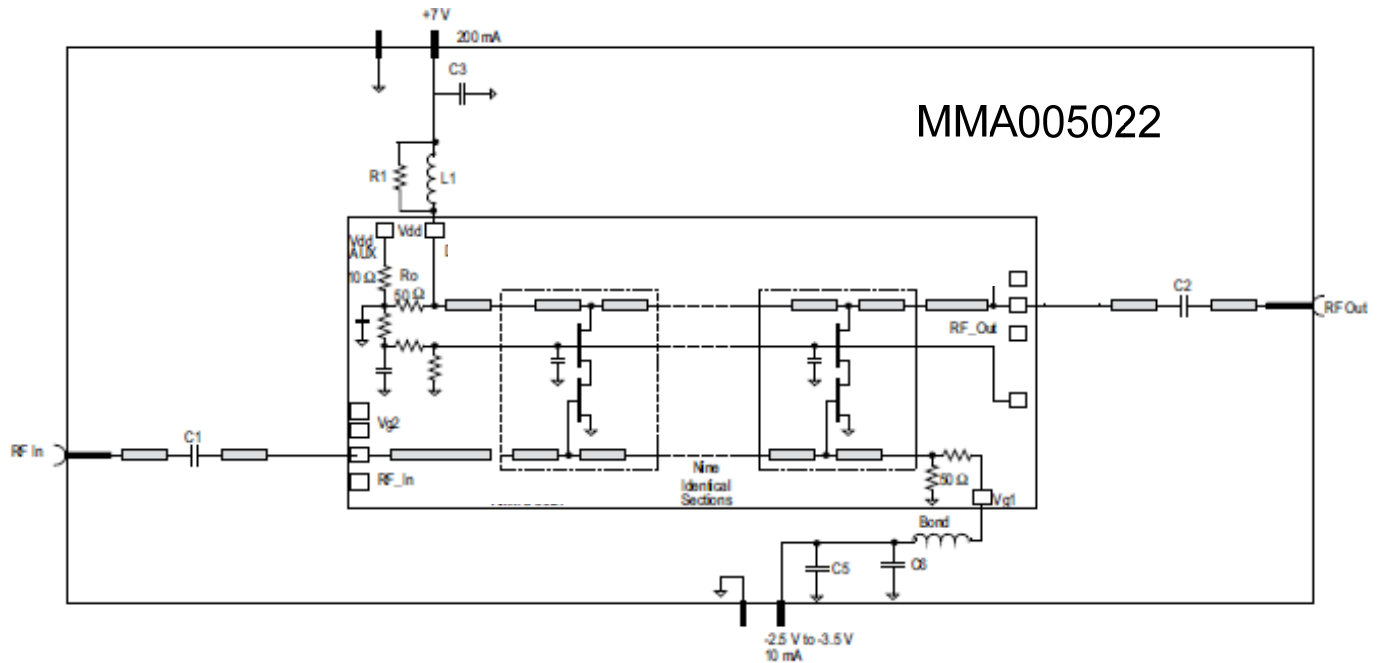 +7 V
200 mA
C3
MMA005022
R1
L1
Vdd
Vdd
AUX
10 Ω
Ro
50 Ω
C2
RF Out
RF_Out
C1
RF In
Vg2
RF_In
Nine
Identical
Sections
50 Ω
Vg1
Bond
C5
C6
-2.5 V to -3.5 V
10 mA